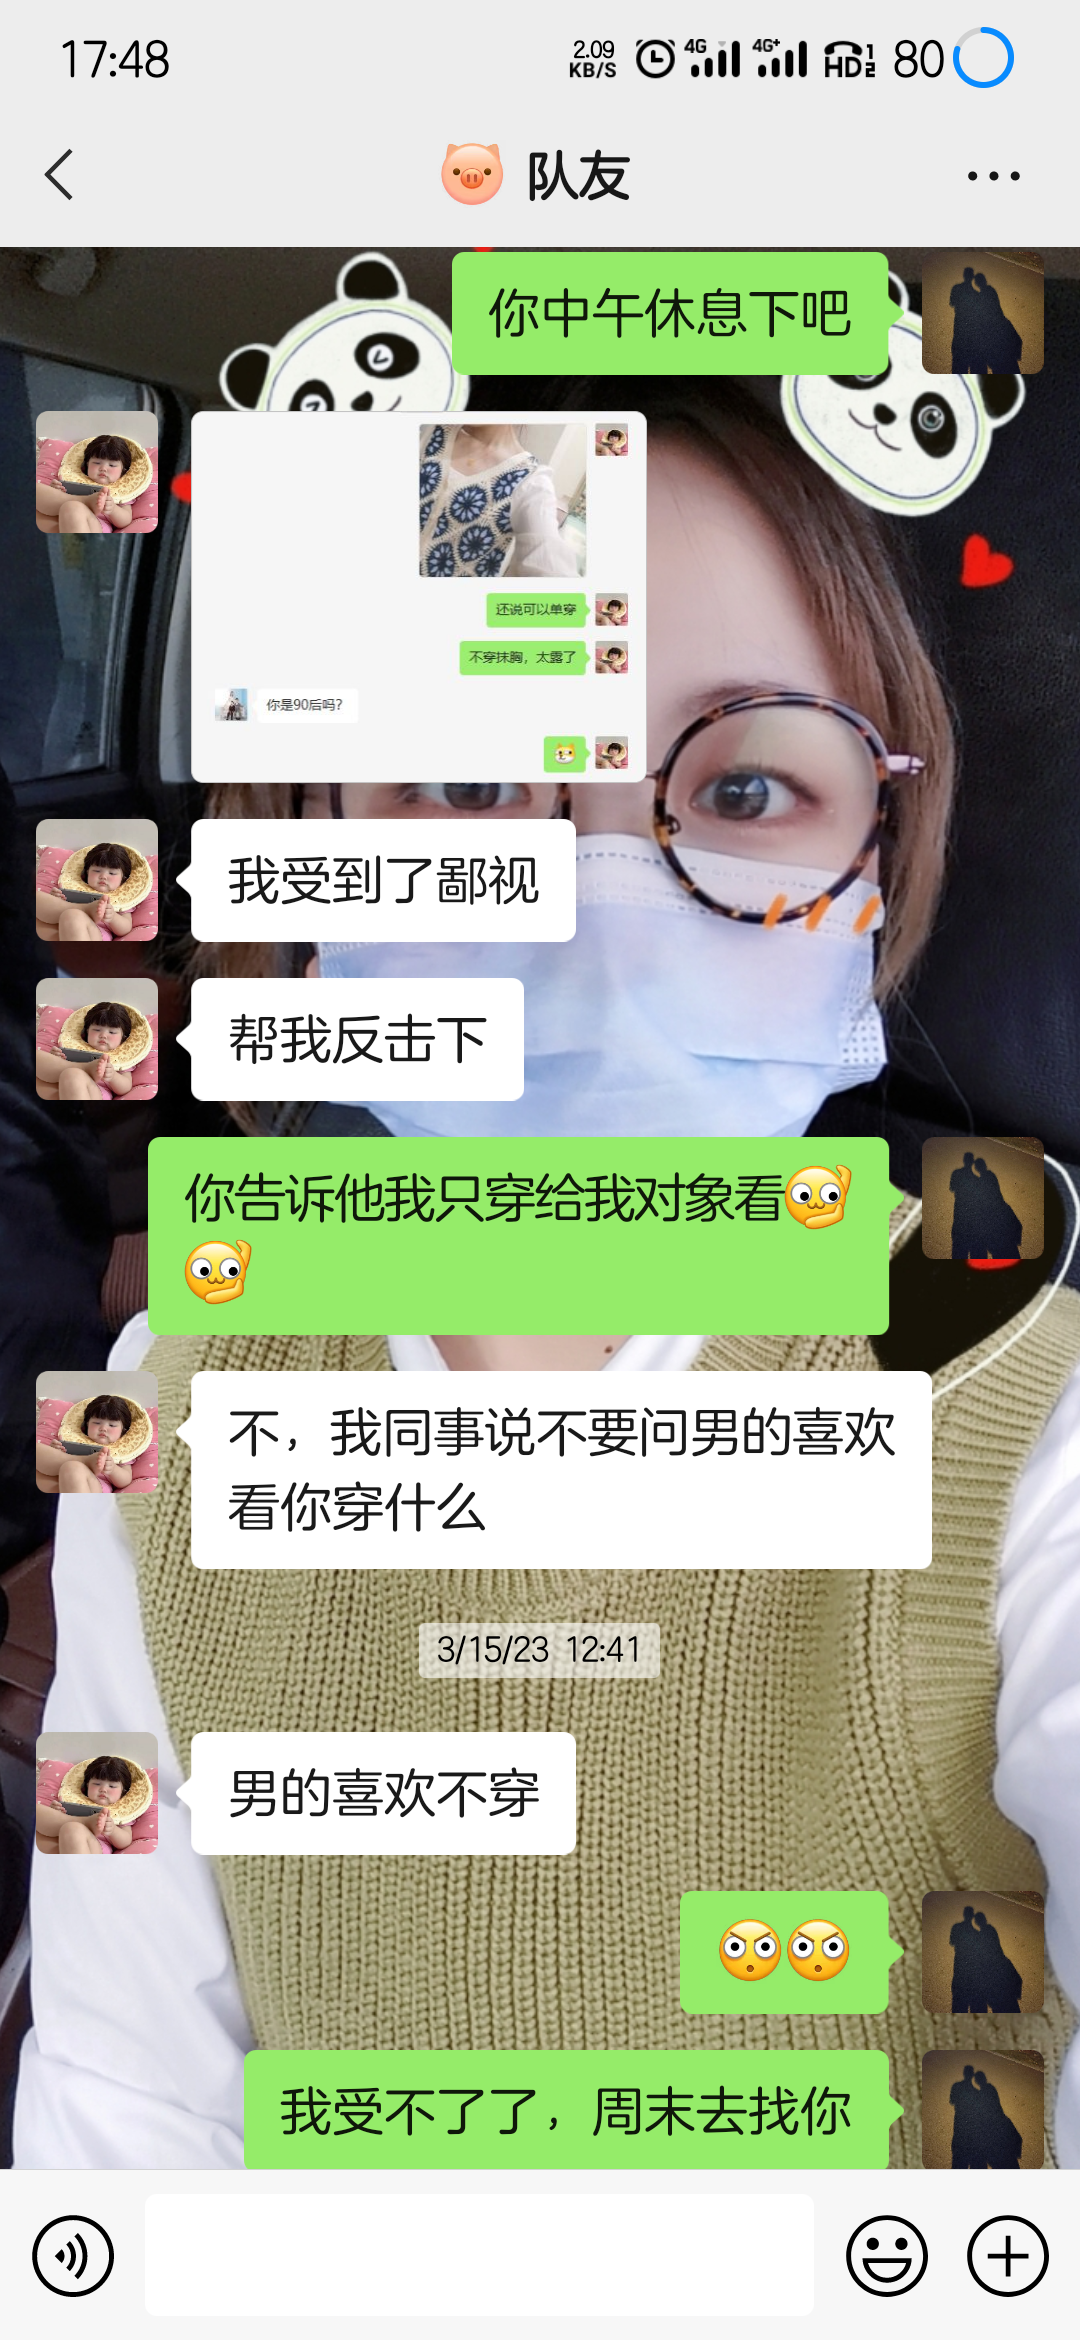 17:48
2.09
KB/S
4G
4G+
HD 1 2
80
队友
你中午休息下吧
还说可以单穿
不穿抹胸，太露了
你是90后吗?
我受到了鄙视
帮我反击下
你告诉他我只穿给我对象看
不，我同事说不要问男的喜欢
看你穿什么
3/15/23 12:41
男的喜欢不穿
我受不了了，周末去找你